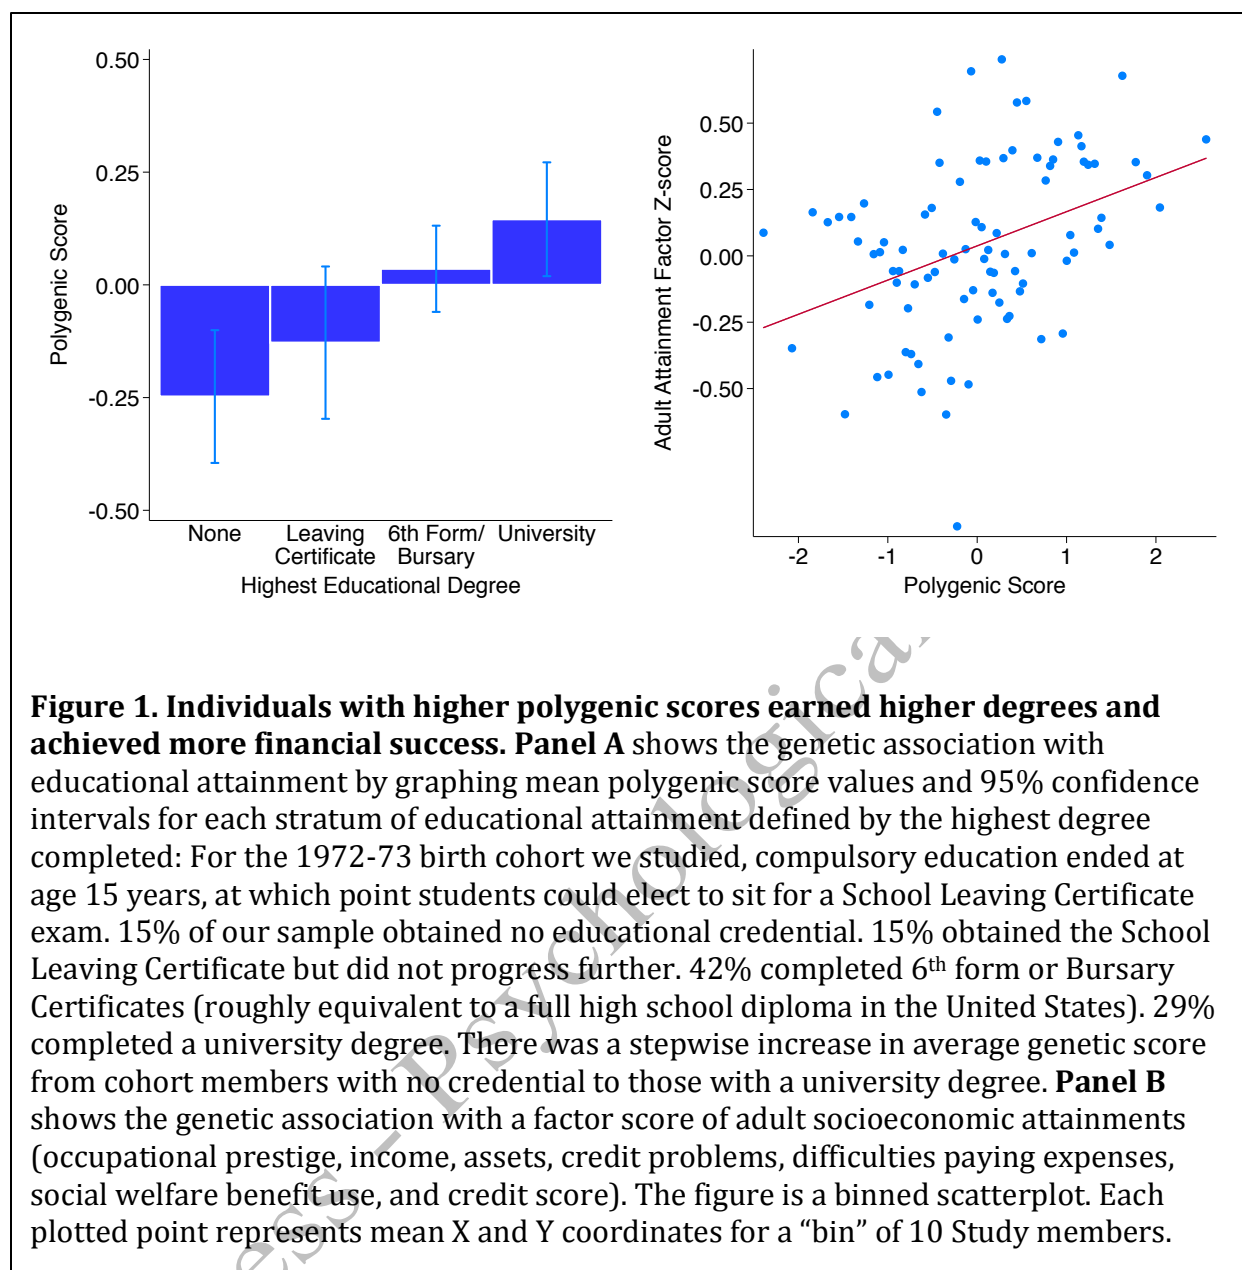 0.50
0.25
0.00
-0.25
-0.50
Polygenic Score
None
Leaving Certificate
6th Form/ Bursary
University
Highest Educational Degree
0.50
0.25
0.00
-0.25
-0.50
Adult Attainment Factor Z-score
-2 -1 0 1 2
Polygenic Score
Figure 1. Individuals with higher polygenic scores earned higher degrees and
achieved more financial success. Panel A shows the genetic association with
educational attainment by graphing mean polygenic score values and 95% confidence
intervals for each stratum of educational attainment defined by the highest degree
completed: For the 1972-73 birth cohort we studied, compulsory education ended at
age 15 years, at which point students could elect to sit for a School Leaving Certificate
exam. 15% of our sample obtained no educational credential. 15% obtained the School
Leaving Certificate but did not progress further. 42% completed 6th form or Bursary
Certificates (roughly equivalent to a full high school diploma in the United States). 29%
completed a university degree. There was a stepwise increase in average genetic score
from cohort members with no credential to those with a university degree. Panel B
shows the genetic association with a factor score of adult socioeconomic attainments
(occupational prestige, income, assets, credit problems, difficulties paying expenses,
social welfare benefit use, and credit score). The figure is a binned scatterplot. Each
plotted point represents mean X and Y coordinates for a “bin” of 10 Study members.
ess - Psychological